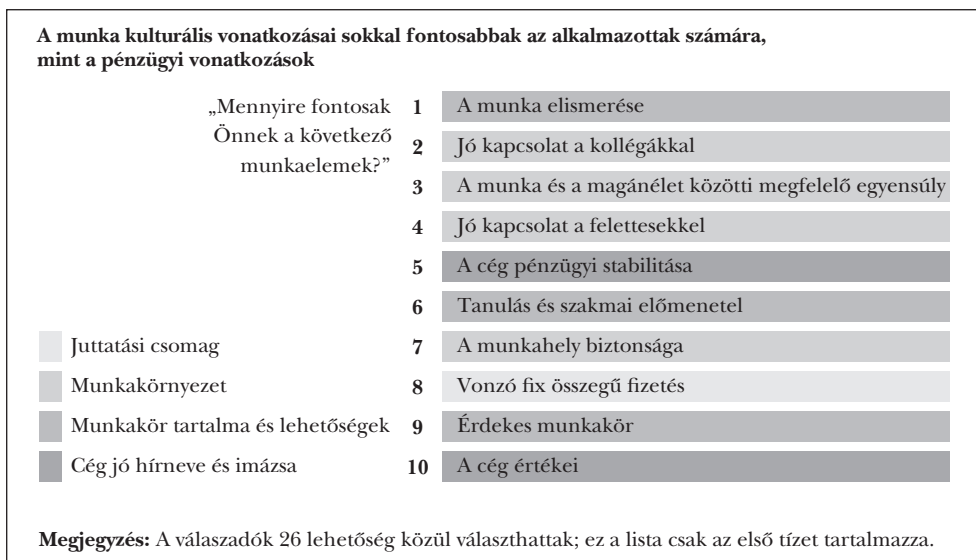 A munka kulturális vonatkozásai sokkal fontosabbak az alkalmazottak számára,
mint a pénzügyi vonatkozások
„Mennyire fontosak
Önnek a következő
munkaelemek?”
1 A munka elismerése
2 Jó kapcsolat a kollégákkal
3 A munka és a magánélet közötti megfelelő egyensúly
4 Jó kapcsolat a felettesekkel
5 A cég pénzügyi stabilitása
6 Tanulás és szakmai előmenetel
7 A munkahely biztonsága
8 Vonzó fix összegű fizetés
9 Érdekes munkakör
10 A cég értékei
Juttatási csomag
Munkakörnyezet
Munkakör tartalma és lehetőségek
Cég jó hírneve és imázsa
Megjegyzés: A válaszadók 26 lehetőség közül választhattak; ez a lista csak az első tízet tartalmazza.